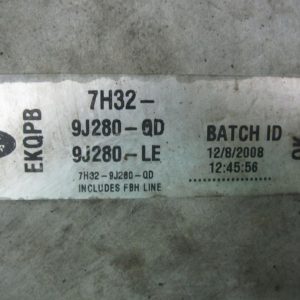 EKQPB
7H32-
9J280-QD
9J280-LE
7H32-9J280-QD
INCLUDES FBH LINE
BATCH ID
12/8/2008
12:45:56